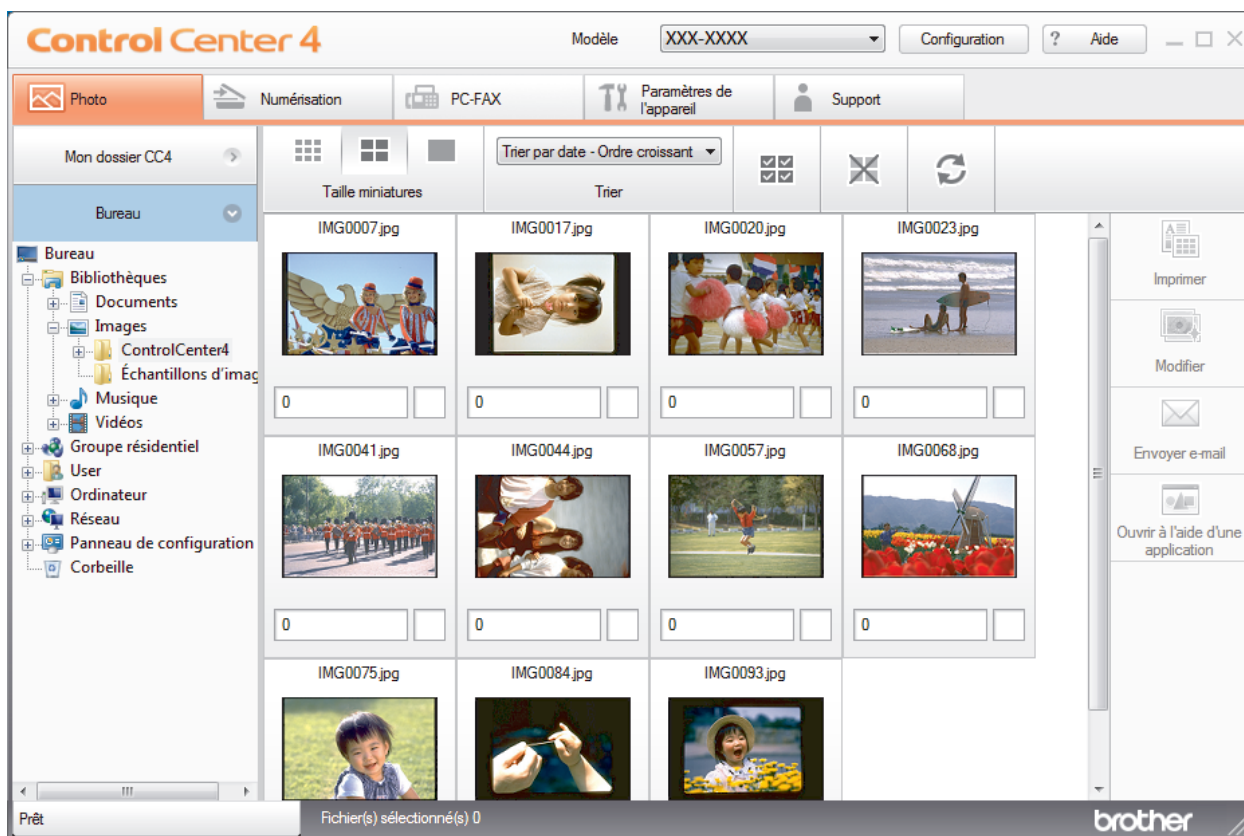 Control Center 4
Modèle
XXX-XXXX
Configuration
? Aide
Photo
Numérisation
PC-FAX
Paramètres de
l'appareil
Support
Mon dossier CC4
Bureau
Taille miniatures
Trier par date - Ordre croissant
Trier
Bureau
Bibliothèques
Documents
Images
ControlCenter4
Échantillons d'imag
Musique
Vidéos
Groupe résidentiel
User
Ordinateur
Réseau
Panneau de configuration
Corbeille
IMG0007.jpg
IMG0017.jpg
IMG0020.jpg
IMG0023.jpg
0
0
0
0
IMG0041.jpg
IMG0044.jpg
IMG0057.jpg
IMG0068.jpg
0
0
0
0
IMG0075.jpg
IMG0084.jpg
IMG0093.jpg
Imprimer
Modifier
Envoyer e-mail
Ouvrir à l'aide d'une
application
Prêt
Fichier(s) sélectionné(s) 0
brother